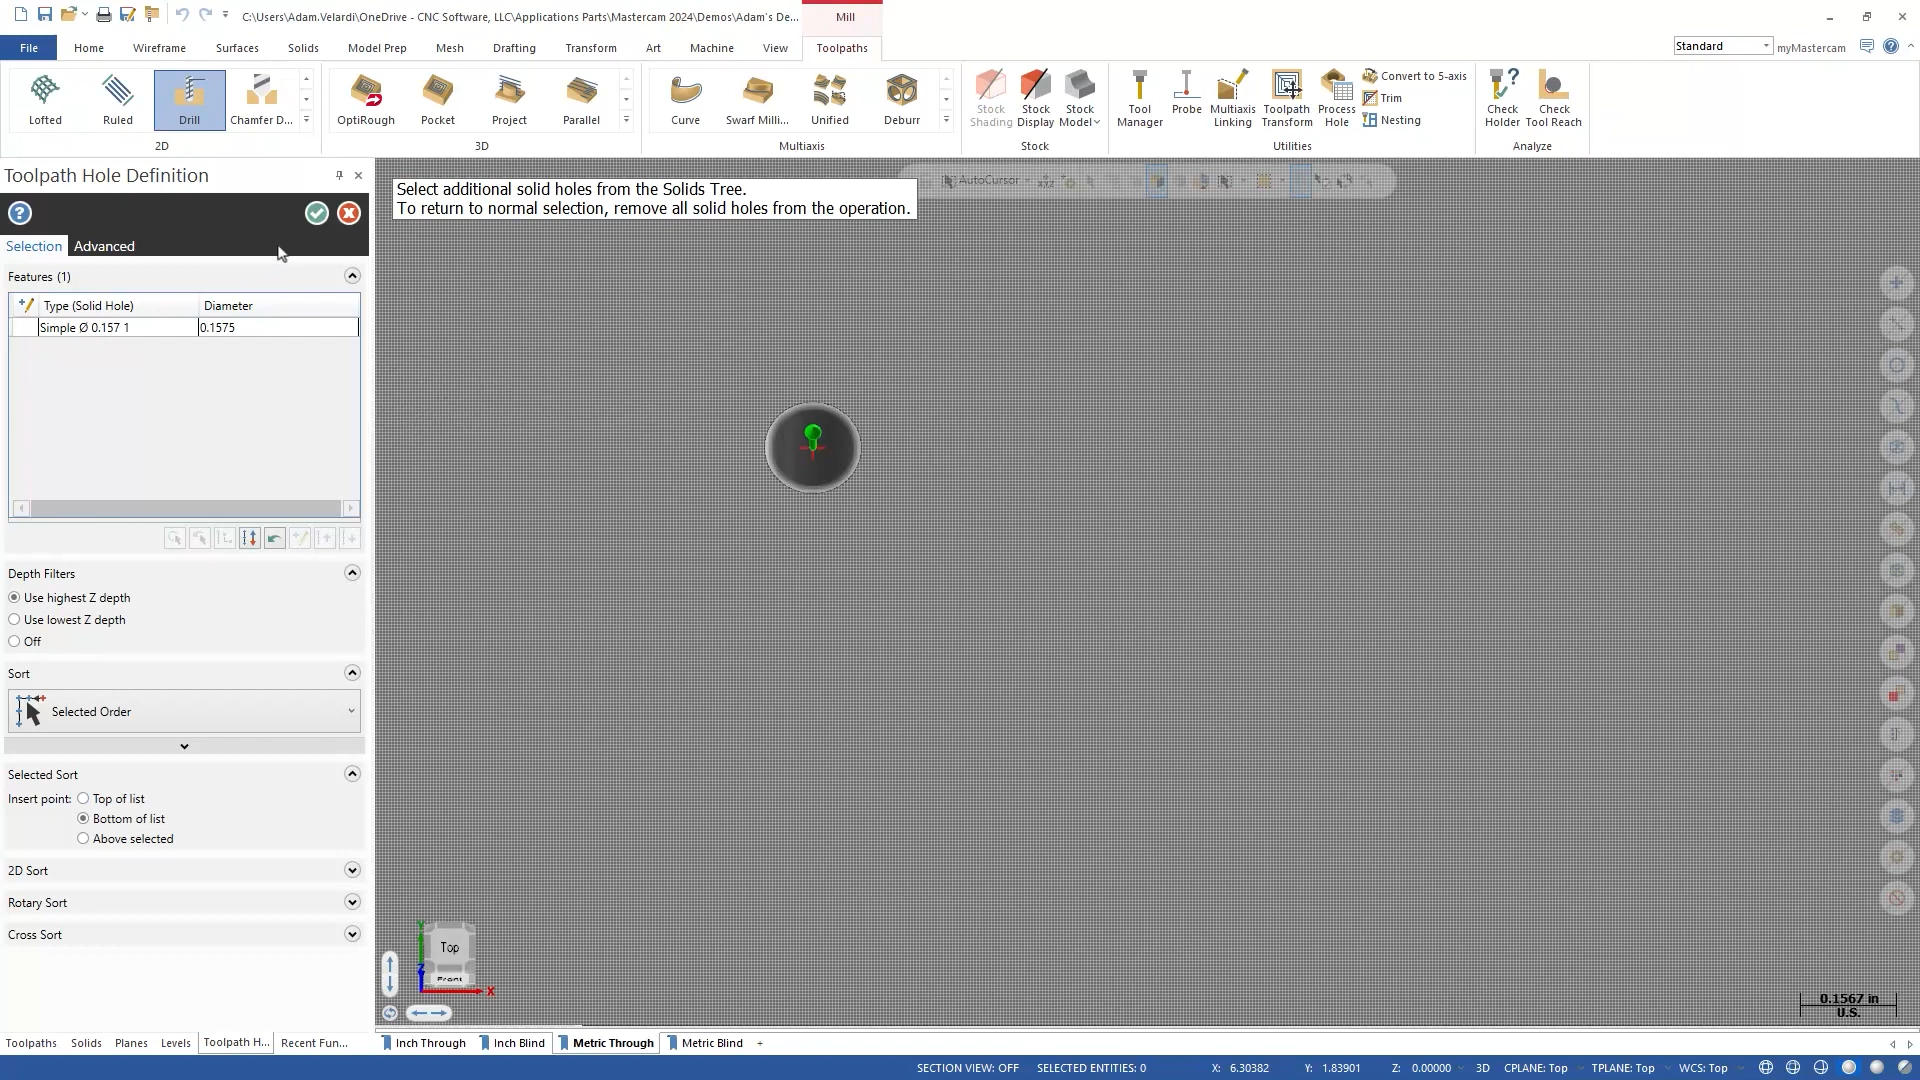 C:\Users\Adam.Velardi\OneDrive - CNC Software, LLC\Applications Parts\Mastercam 2024\Demos\Adam's De...
Mill
File
Home
Wireframe
Surfaces
Solids
Model Prep
Mesh
Drafting
Transform
Art
Machine
View
Toolpaths
Standard
myMastercam
Lofted
Ruled
Drill
Chamfer D...
OptiRough
Pocket
Project
Parallel
Curve
Swarf Milli...
Unified
Deburr
Stock Shading
Stock Display
Stock Model
Tool Manager
Probe
Multiaxis Linking
Toolpath Transform
Process Hole
Convert to 5-axis
Trim
Nesting
Check Holder
Check Tool Reach
2D
3D
Multiaxis
Stock
Utilities
Analyze
Toolpath Hole Definition
Select additional solid holes from the Solids Tree.
To return to normal selection, remove all solid holes from the operation.
AutoCursor
Selection
Advanced
Features (1)
Type (Solid Hole)
Diameter
Simple Ø 0.157 1
0.1575
Depth Filters
Use highest Z depth
Use lowest Z depth
Off
Sort
Selected Order
Selected Sort
Insert point:
Top of list
Bottom of list
Above selected
2D Sort
Rotary Sort
Cross Sort
Y
Z
Top
Front
X
0.1567 in
U.S.
Toolpaths
Solids
Planes
Levels
Toolpath H...
Recent Fun...
Inch Through
Inch Blind
Metric Through
Metric Blind
+
SECTION VIEW: OFF
SELECTED ENTITIES: 0
X: 6.30382
Y: 1.83901
Z: 0.00000
3D
CPLANE: Top
TPLANE: Top
WCS: Top